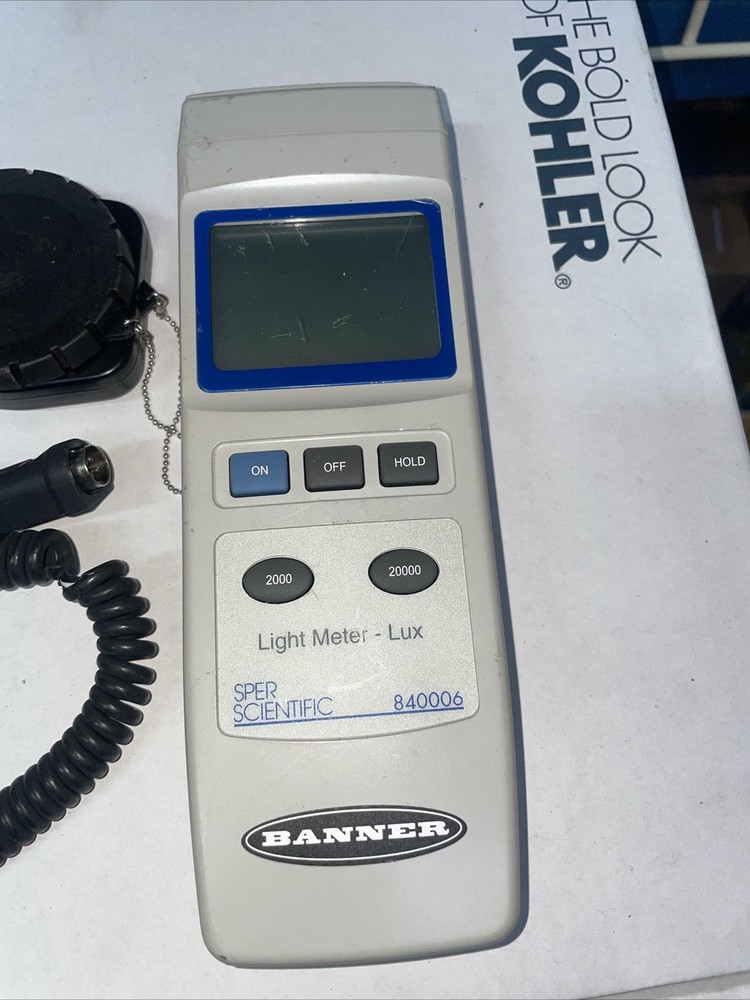 THE BOLD LOOK
OF KOHLER®
ON
OFF
HOLD
2000
20000
Light Meter - Lux
SPER
SCIENTIFIC
840006
BANNER